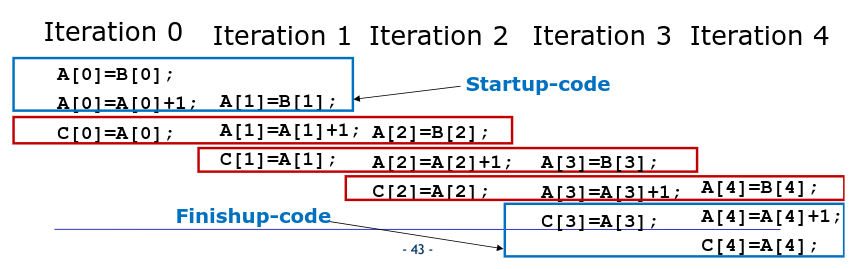 Iteration 0 Iteration 1 Iteration 2 Iteration 3 Iteration 4
A[0]=B[0];
Startup-code
A[0]=A[0]+1; A[1]=B[1];
C[0]=A[0]; A[1]=A[1]+1; A[2]=B[2];
C[1]=A[1]; A[2]=A[2]+1; A[3]=B[3];
C[2]=A[2]; A[3]=A[3]+1; A[4]=B[4];
Finishup-code C[3]=A[3]; A[4]=A[4]+1;
C[4]=A[4];
- 43 -